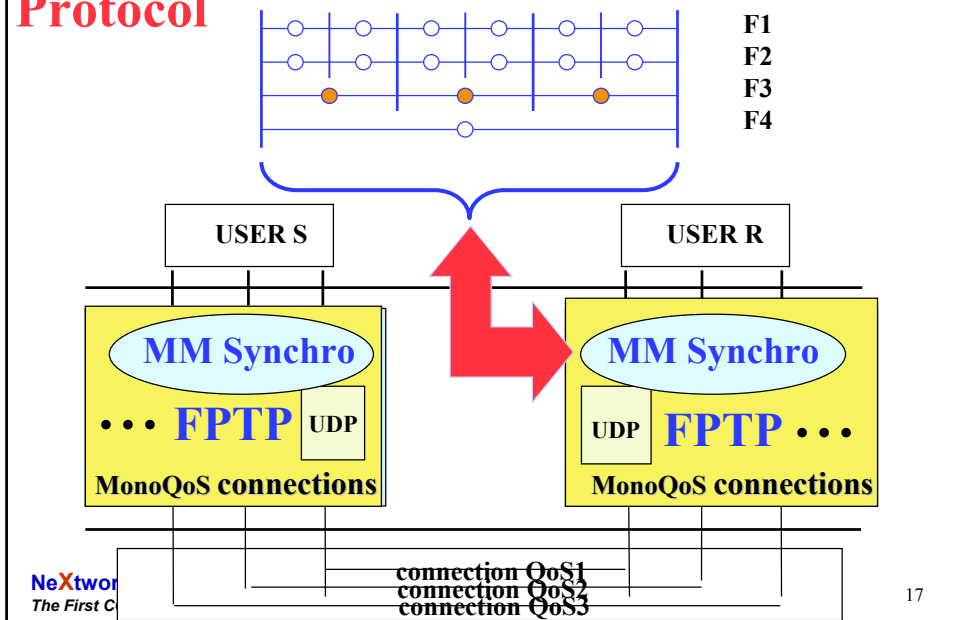 Protocol
F1
F2
F3
F4
USER S
USER R
MM Synchro
MM Synchro
• • • FPTP UDP
UDP FPTP • • •
MonoQoS connections
MonoQoS connections
connection QoS1
connection QoS2
connection QoS3
The First
17